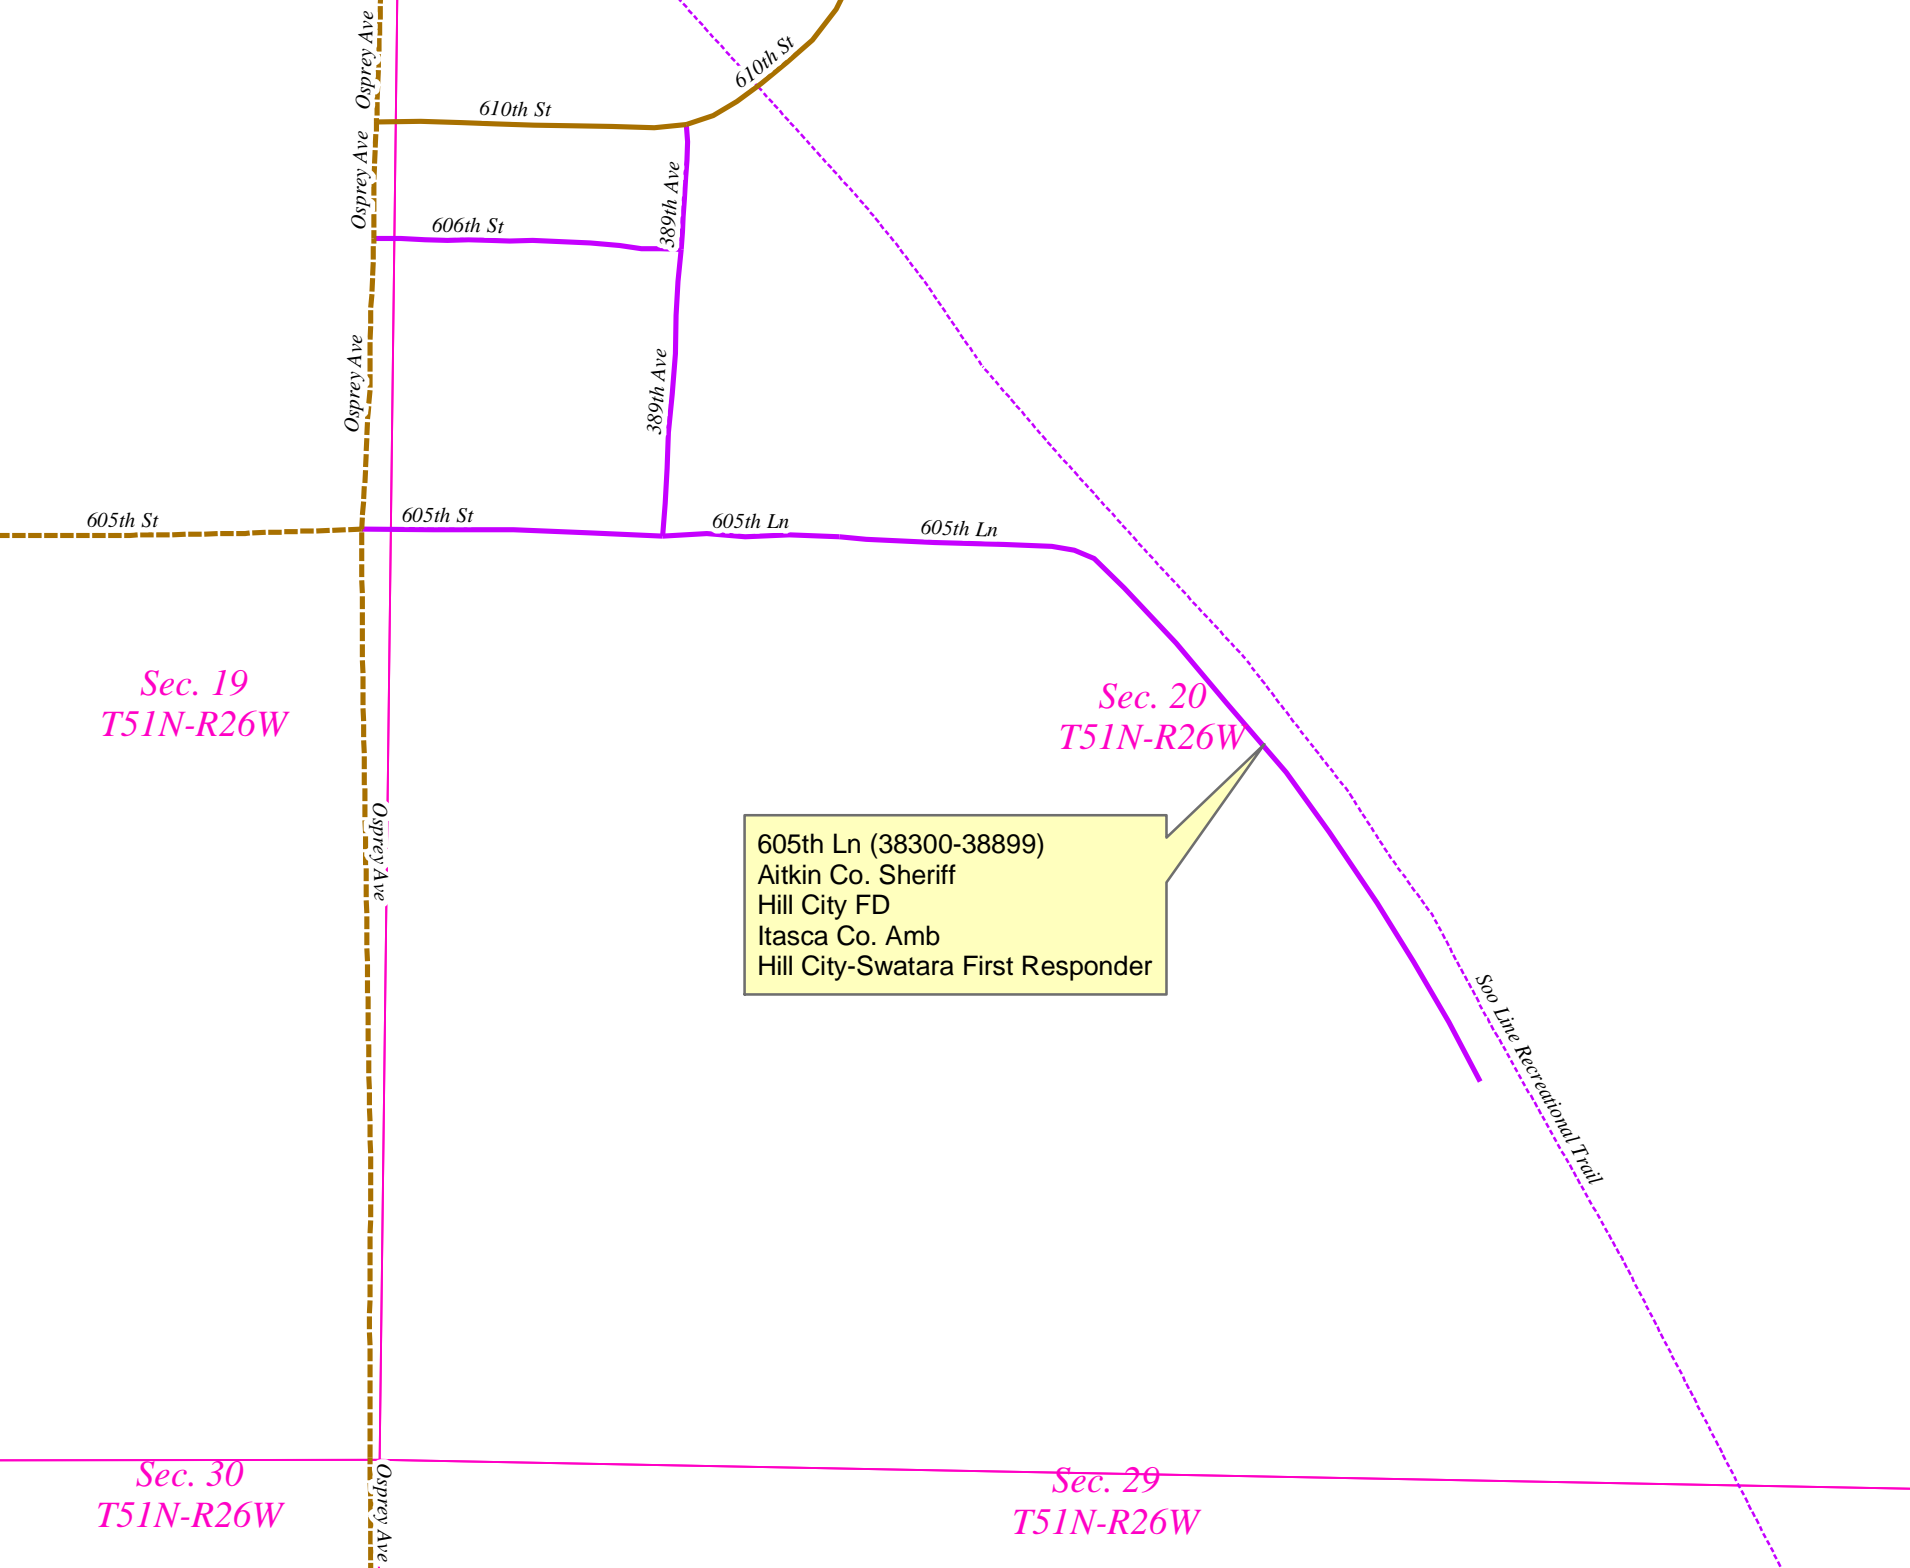 Osprey Ave
610th St
610th St
Osprey Ave
389th Ave
606th St
Osprey Ave
389th Ave
605th St
605th St
605th Ln
605th Ln
Sec. 19
T51N-R26W
Sec. 20
T51N-R26W
Osprey Ave
605th Ln (38300-38899)
Aitkin Co. Sheriff
Hill City FD
Itasca Co. Amb
Hill City-Swatara First Responder
Soo Line Recreational Trail
Sec. 30
T51N-R26W
Osprey Ave
Sec. 29
T51N-R26W